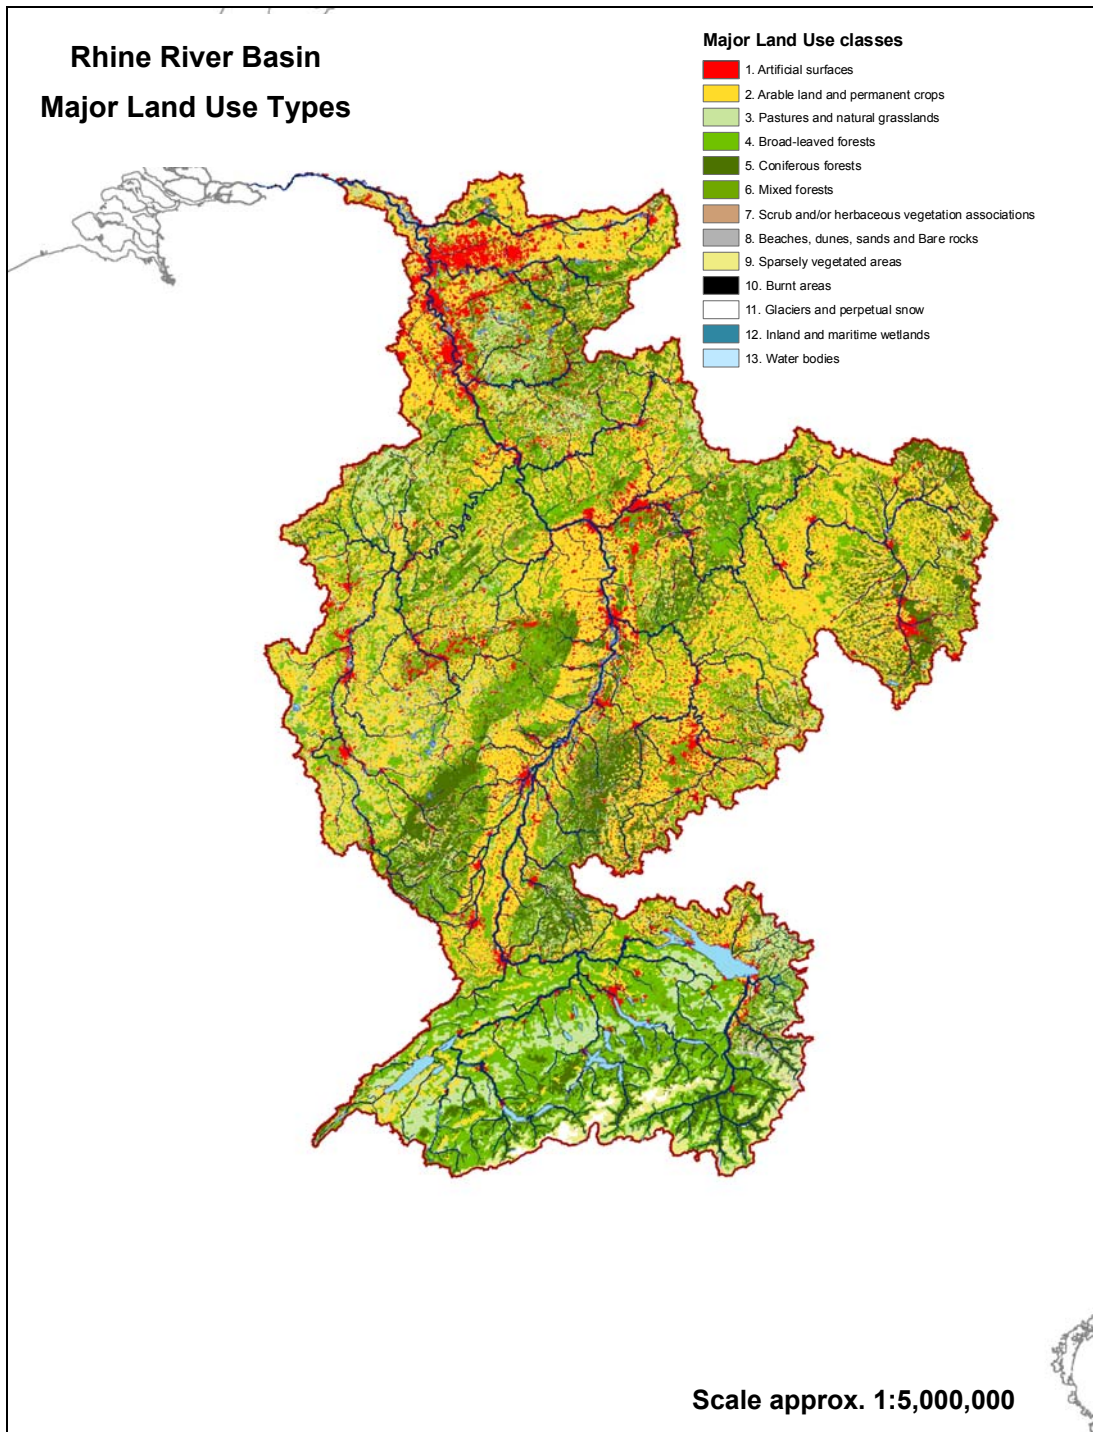 Rhine River Basin
Major Land Use Types
Major Land Use classes
1. Artificial surfaces
2. Arable land and permanent crops
3. Pastures and natural grasslands
4. Broad-leaved forests
5. Coniferous forests
6. Mixed forests
7. Scrub and/or herbaceous vegetation associations
8. Beaches, dunes, sands and Bare rocks
9. Sparsely vegetated areas
10. Burnt areas
11. Glaciers and perpetual snow
12. Inland and maritime wetlands
13. Water bodies
Scale approx. 1:5,000,000